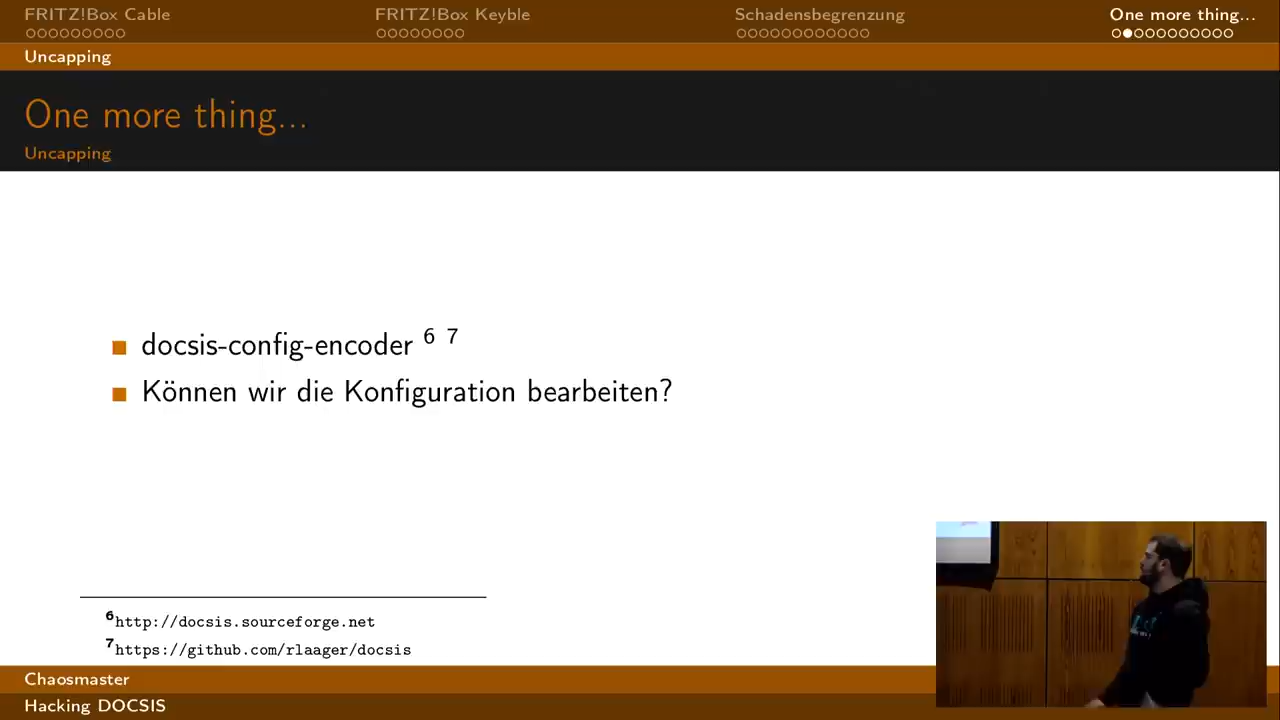 FRITZ!Box Cable
FRITZ!Box Keyble
Schadensbegrenzung
One more thing...
Uncapping
One more thing...
Uncapping
docsis-config-encoder 6 7
Können wir die Konfiguration bearbeiten?
6http://docsis.sourceforge.net
7https://github.com/rlaager/docsis
Chaosmaster
Hacking DOCSIS